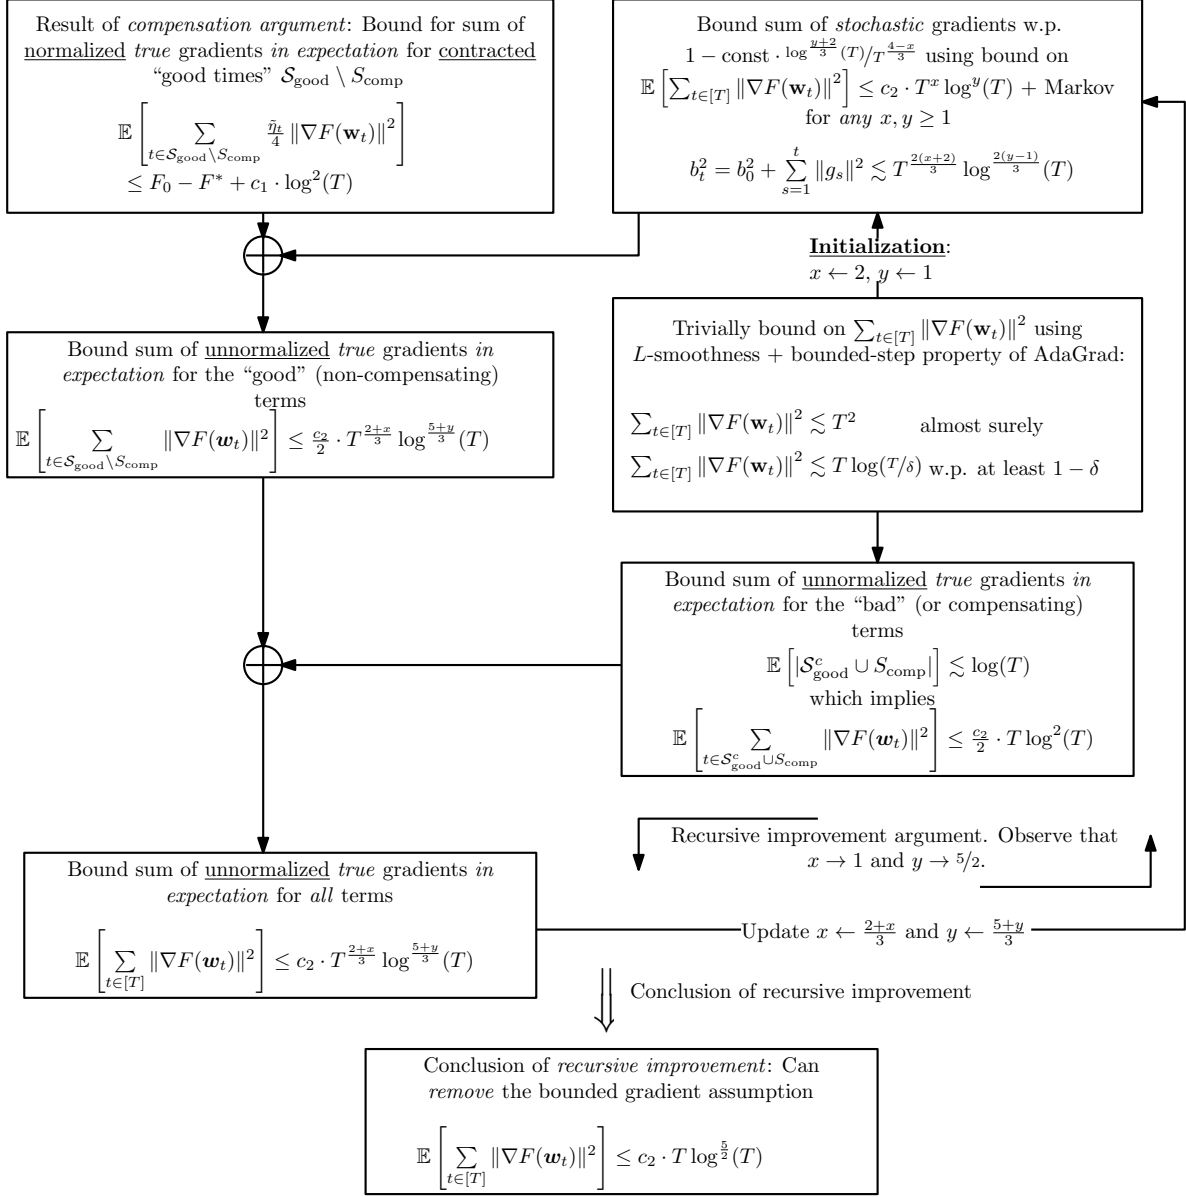 Result of compensation argument: Bound for sum of
normalized true gradients in expectation for contracted
“good times” 𝒮_good \ S_comp
𝔼 [ ∑_{t∈𝒮_good\S_comp} η̃_t/4 ‖∇F(𝐰_t)‖² ]
≤ F_0 − F* + c_1 · log²(T)
Bound sum of stochastic gradients w.p.
1 − const · log^{(y+2)/3}(T)/T^{(4−x)/3} using bound on
𝔼 [∑_{t∈[T]} ‖∇F(𝐰_t)‖²] ≤ c_2 · T^x log^y(T) + Markov
for any x, y ≥ 1
b_t² = b_0² + ∑_{s=1}^{t} ‖g_s‖² ≲ T^{2(x+2)/3} log^{2(y−1)/3}(T)
Initialization:
x ← 2, y ← 1
Trivially bound on ∑_{t∈[T]} ‖∇F(𝐰_t)‖² using
L-smoothness + bounded-step property of AdaGrad:
∑_{t∈[T]} ‖∇F(𝐰_t)‖² ≲ T² almost surely
∑_{t∈[T]} ‖∇F(𝐰_t)‖² ≲ T log(T/δ) w.p. at least 1 − δ
Bound sum of unnormalized true gradients in
expectation for the “good” (non-compensating)
terms
𝔼 [ ∑_{t∈𝒮_good\S_comp} ‖∇F(𝒘_t)‖² ] ≤ c_2/2 · T^{(2+x)/3} log^{(5+y)/3}(T)
Bound sum of unnormalized true gradients in
expectation for the “bad” (or compensating)
terms
𝔼 [|𝒮^c_good ∪ S_comp|] ≲ log(T)
which implies
𝔼 [ ∑_{t∈𝒮^c_good∪S_comp} ‖∇F(𝒘_t)‖² ] ≤ c_2/2 · T log²(T)
Recursive improvement argument. Observe that
x → 1 and y → 5/2.
Bound sum of unnormalized true gradients in
expectation for all terms
𝔼 [ ∑_{t∈[T]} ‖∇F(𝒘_t)‖² ] ≤ c_2 · T^{(2+x)/3} log^{(5+y)/3}(T)
Update x ← (2+x)/3 and y ← (5+y)/3
Conclusion of recursive improvement
Conclusion of recursive improvement: Can
remove the bounded gradient assumption
𝔼 [ ∑_{t∈[T]} ‖∇F(𝒘_t)‖² ] ≤ c_2 · T log^{5/2}(T)